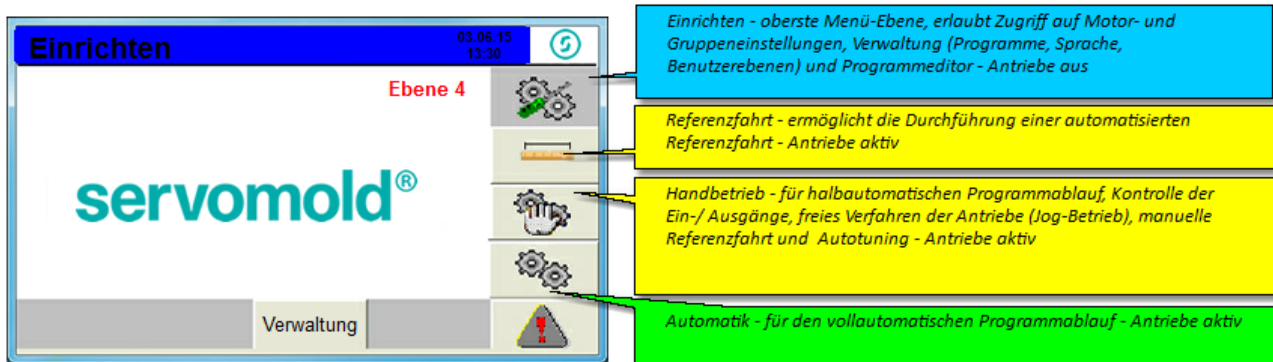 Einrichten
03.06.15
13:30
Ebene 4
servomold®
Verwaltung
Einrichten - oberste Menü-Ebene, erlaubt Zugriff auf Motor- und
Gruppeneinstellungen, Verwaltung (Programme, Sprache,
Benutzerebenen) und Programmeditor - Antriebe aus
Referenzfahrt - ermöglicht die Durchführung einer automatisierten
Referenzfahrt - Antriebe aktiv
Handbetrieb - für halbautomatischen Programmablauf, Kontrolle der
Ein-/ Ausgänge, freies Verfahren der Antriebe (Jog-Betrieb), manuelle
Referenzfahrt und Autotuning - Antriebe aktiv
Automatik - für den vollautomatischen Programmablauf - Antriebe aktiv